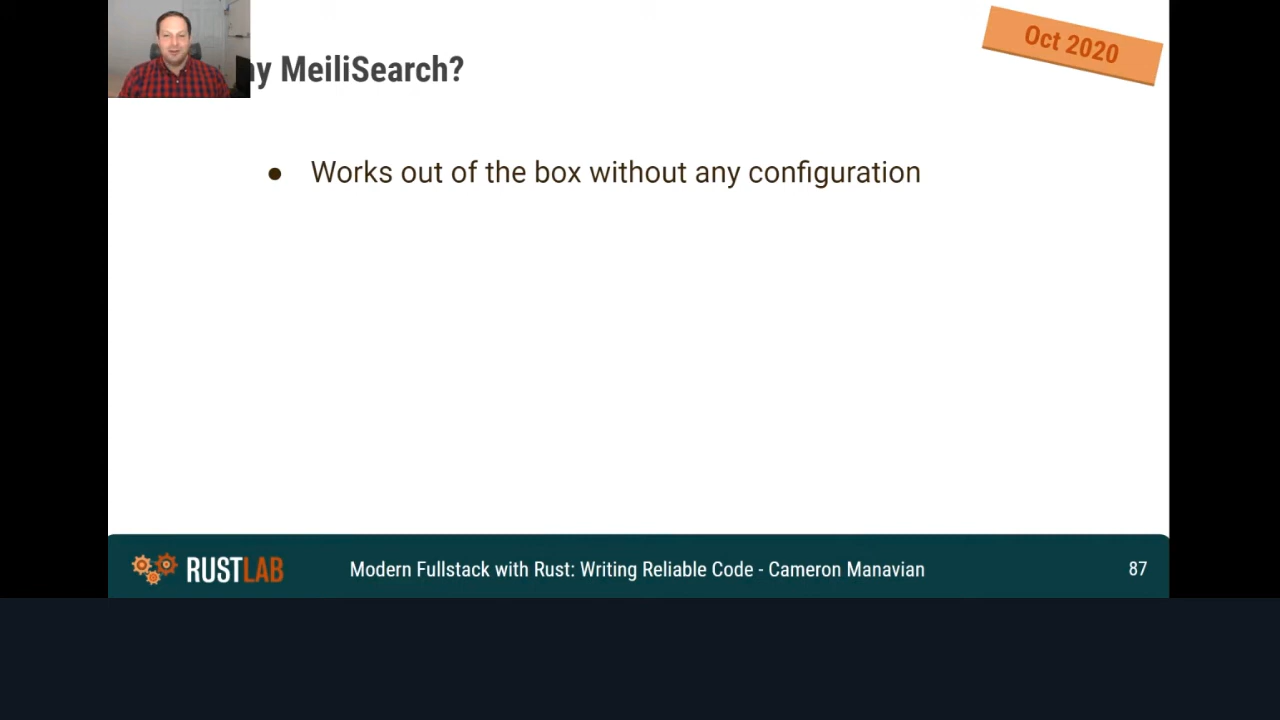 Oct 2020
MeiliSearch?
● Works out of the box without any configuration
RUSTLAB
Modern Fullstack with Rust: Writing Reliable Code - Cameron Manavian
87